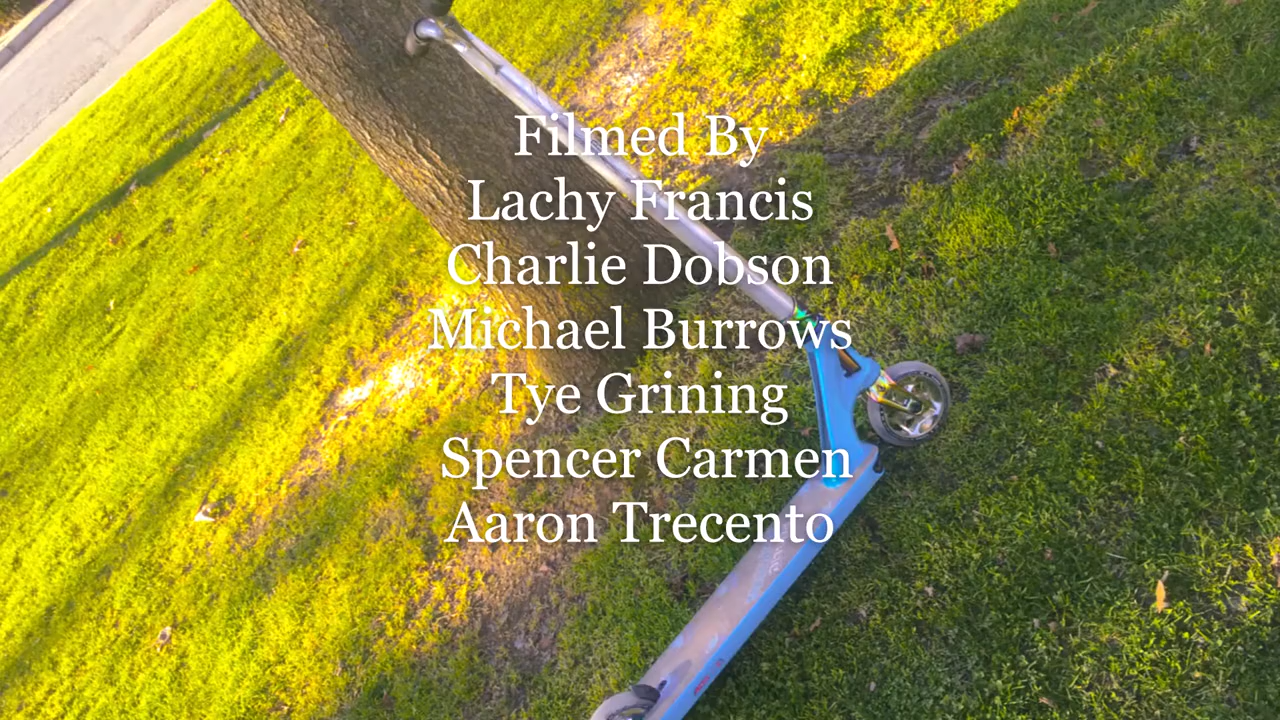 Filmed By
Lachy Francis
Charlie Dobson
Michael Burrows
Tye Grining
Spencer Carmen
Aaron Trecento